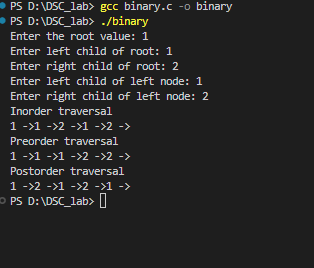 PS D:\DSC_lab> gcc binary.c -o binary
PS D:\DSC_lab> ./binary
Enter the root value: 1
Enter left child of root: 1
Enter right child of root: 2
Enter left child of left node: 1
Enter right child of left node: 2
Inorder traversal
1 ->1 ->2 ->1 ->2 ->
Preorder traversal
1 ->1 ->1 ->2 ->2 ->
Postorder traversal
1 ->2 ->1 ->2 ->1 ->
PS D:\DSC_lab>